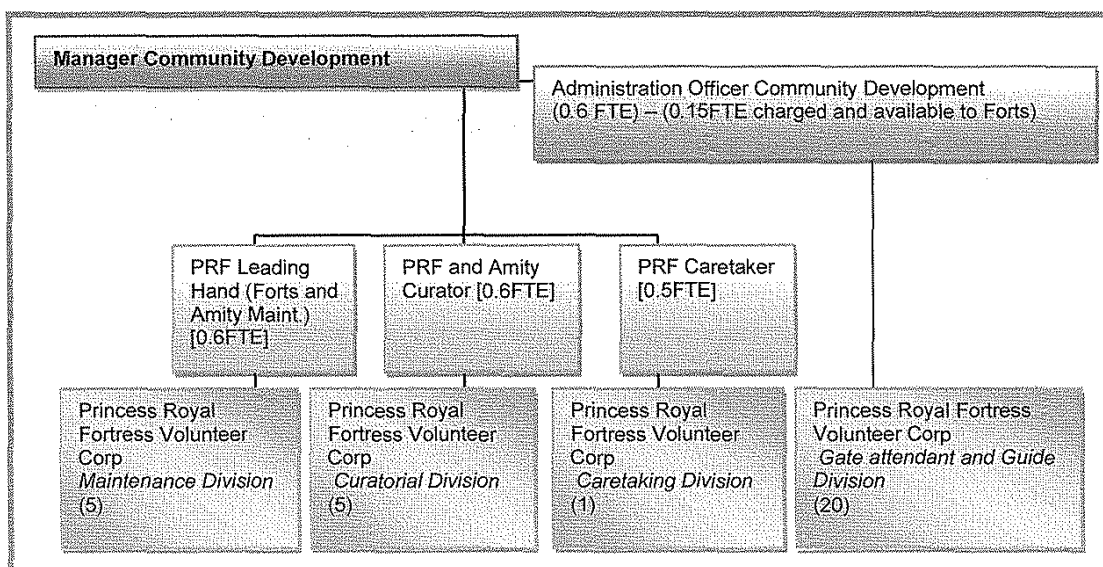 Manager Community Development
Administration Officer Community Development
(0.6 FTE) – (0.15FTE charged and available to Forts)
PRF Leading
Hand (Forts and
Amity Maint.)
[0.6FTE]
PRF and Amity
Curator [0.6FTE]
PRF Caretaker
[0.5FTE]
Princess Royal
Fortress Volunteer
Corp
Maintenance Division
(5)
Princess Royal
Fortress Volunteer
Corp
Curatorial Division
(5)
Princess Royal
Fortress Volunteer
Corp
Caretaking Division
(1)
Princess Royal Fortress
Volunteer Corp
Gate attendant and Guide
Division
(20)